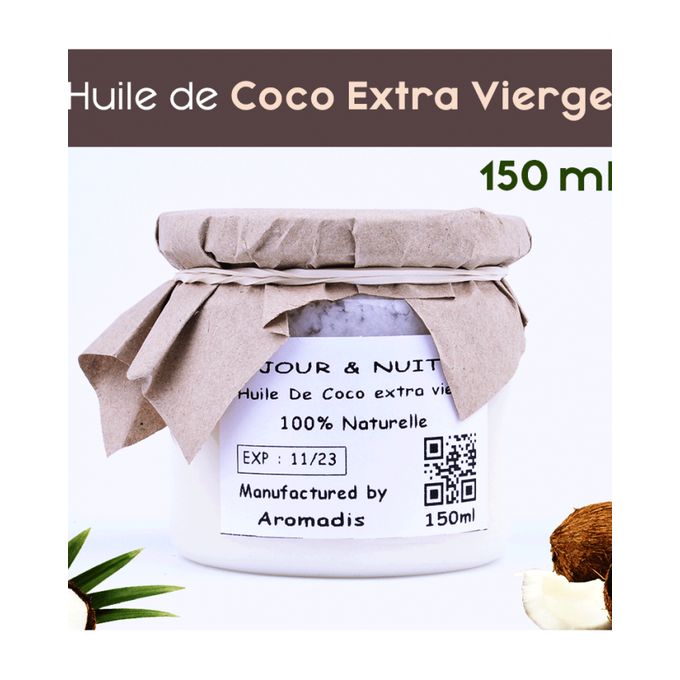 Huile de Coco Extra Vierge
150 ml
JOUR & NUIT
Huile De Coco extra
100% Naturelle
EXP : 11/23
Manufactured by
Aromadis
150ml